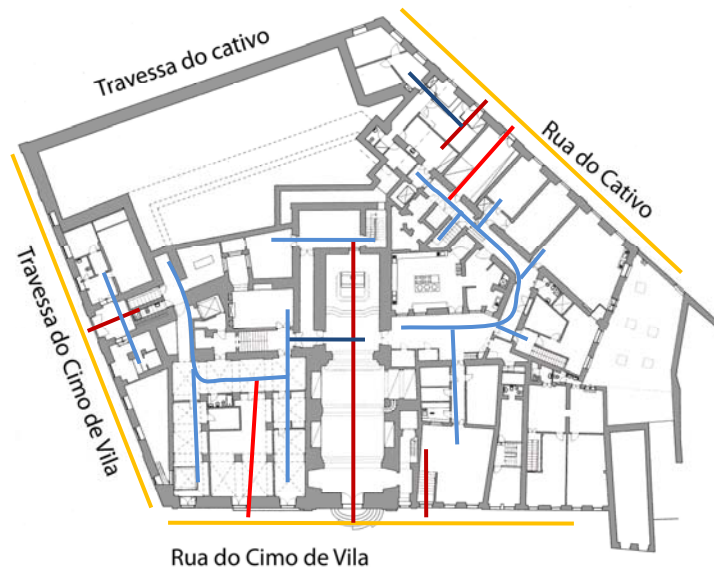 Travessa do cativo
Rua do Cativo
Travessa do Cimo de Vila
Rua do Cimo de Vila